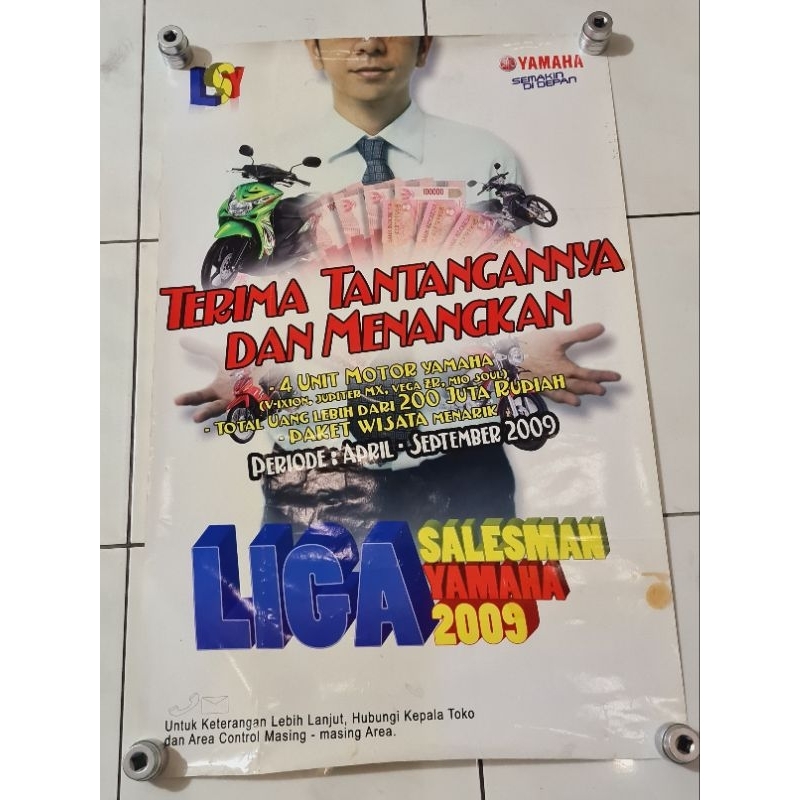 LSY
YAMAHA
SEMAKIN
DI DEPAN
100000
TERIMA TANTANGANNYA
DAN MENANGKAN
- 4 UNIT MOTOR YAMAHA
(V-IXION, JUPITER MX, VEGA ZR, MIO SOUL)
- TOTAL UANG LEBIH DARI 200 JUTA RUPIAH
- PAKET WISATA MENARIK
PERIODE : APRIL - SEPTEMBER 2009
LIGA
SALESMAN
YAMAHA
2009
Untuk Keterangan Lebih Lanjut, Hubungi Kepala Toko
dan Area Control Masing - masing Area.